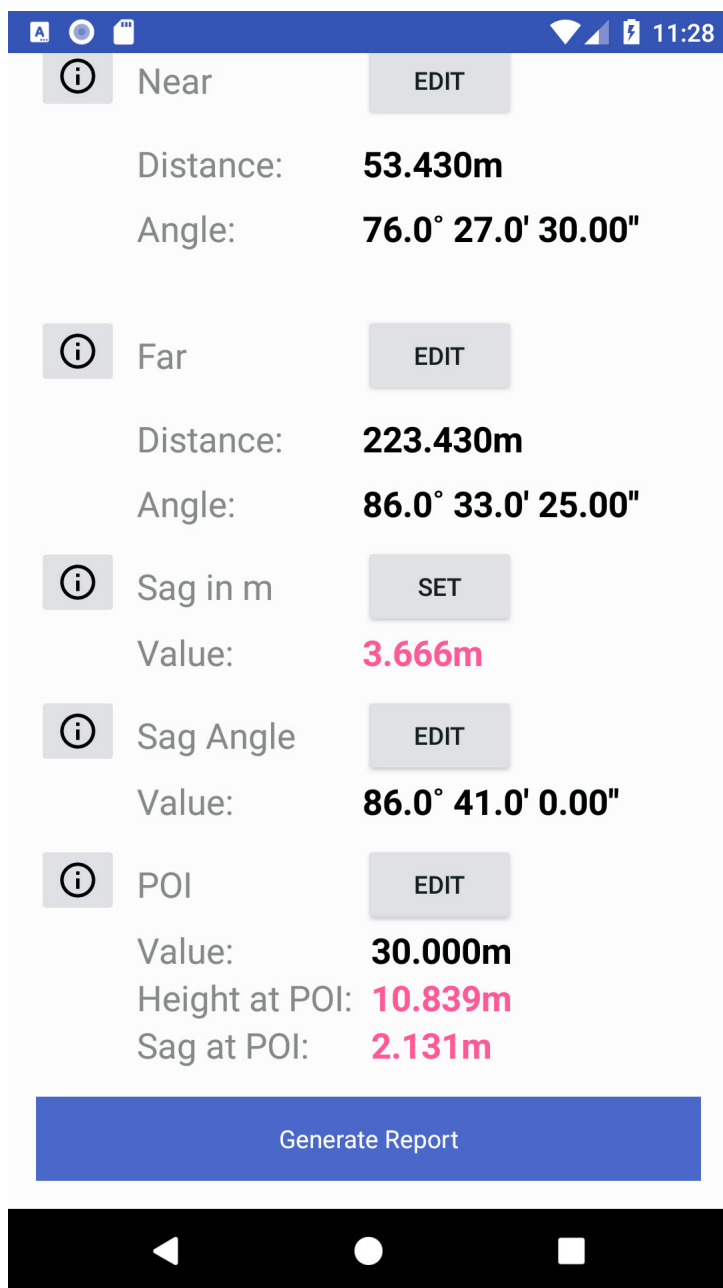 11:28
Near EDIT
Distance: 53.430m
Angle: 76.0° 27.0' 30.00"
Far EDIT
Distance: 223.430m
Angle: 86.0° 33.0' 25.00"
Sag in m SET
Value: 3.666m
Sag Angle EDIT
Value: 86.0° 41.0' 0.00"
POI EDIT
Value: 30.000m
Height at POI: 10.839m
Sag at POI: 2.131m
Generate Report